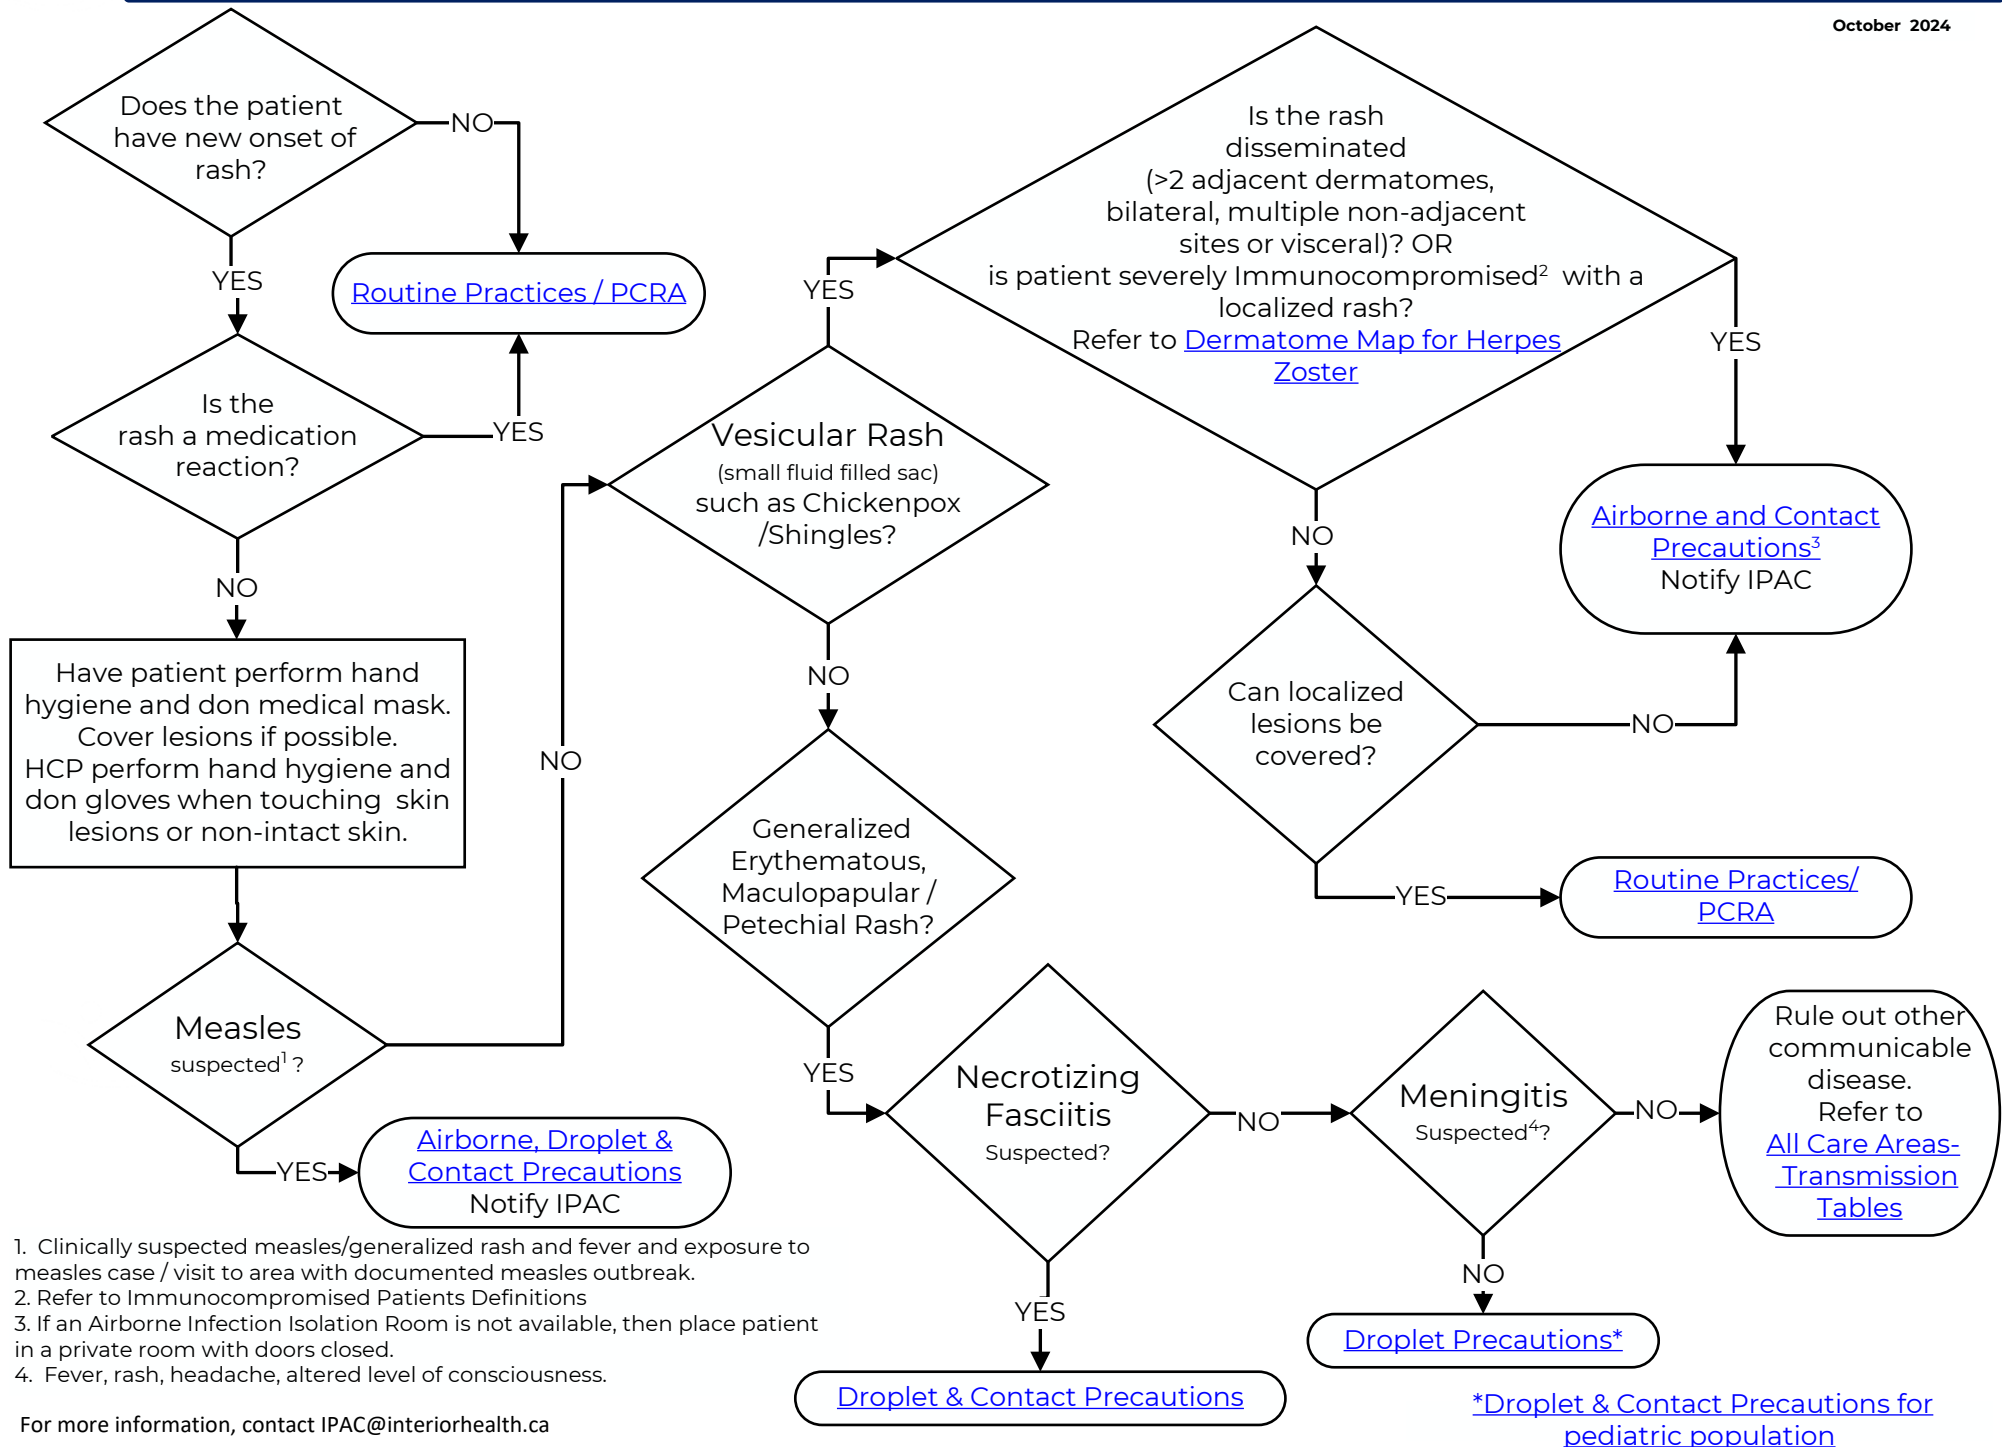 October 2024
Does the patient
have new onset of
rash?
NO
YES
Routine Practices / PCRA
Is the
rash a medication
reaction?
YES
NO
Have patient perform hand
hygiene and don medical mask.
Cover lesions if possible.
HCP perform hand hygiene and
don gloves when touching skin
lesions or non-intact skin.
Measles
suspected¹ ?
NO
YES
Airborne, Droplet &
Contact Precautions
Notify IPAC
Vesicular Rash
(small fluid filled sac)
such as Chickenpox
/Shingles?
YES
NO
Is the rash
disseminated
(>2 adjacent dermatomes,
bilateral, multiple non-adjacent
sites or visceral)? OR
is patient severely Immunocompromised² with a
localized rash?
Refer to Dermatome Map for Herpes
Zoster
YES
NO
Airborne and Contact
Precautions³
Notify IPAC
Can localized
lesions be
covered?
NO
YES
Routine Practices/
PCRA
Generalized
Erythematous,
Maculopapular /
Petechial Rash?
YES
Necrotizing
Fasciitis
Suspected?
NO
YES
Droplet & Contact Precautions
Meningitis
Suspected⁴?
NO
NO
Droplet Precautions*
Rule out other
communicable
disease.
Refer to
All Care Areas-
Transmission
Tables
1. Clinically suspected measles/generalized rash and fever and exposure to
measles case / visit to area with documented measles outbreak.
2. Refer to Immunocompromised Patients Definitions
3. If an Airborne Infection Isolation Room is not available, then place patient
in a private room with doors closed.
4. Fever, rash, headache, altered level of consciousness.
For more information, contact IPAC@interiorhealth.ca
*Droplet & Contact Precautions for
pediatric population